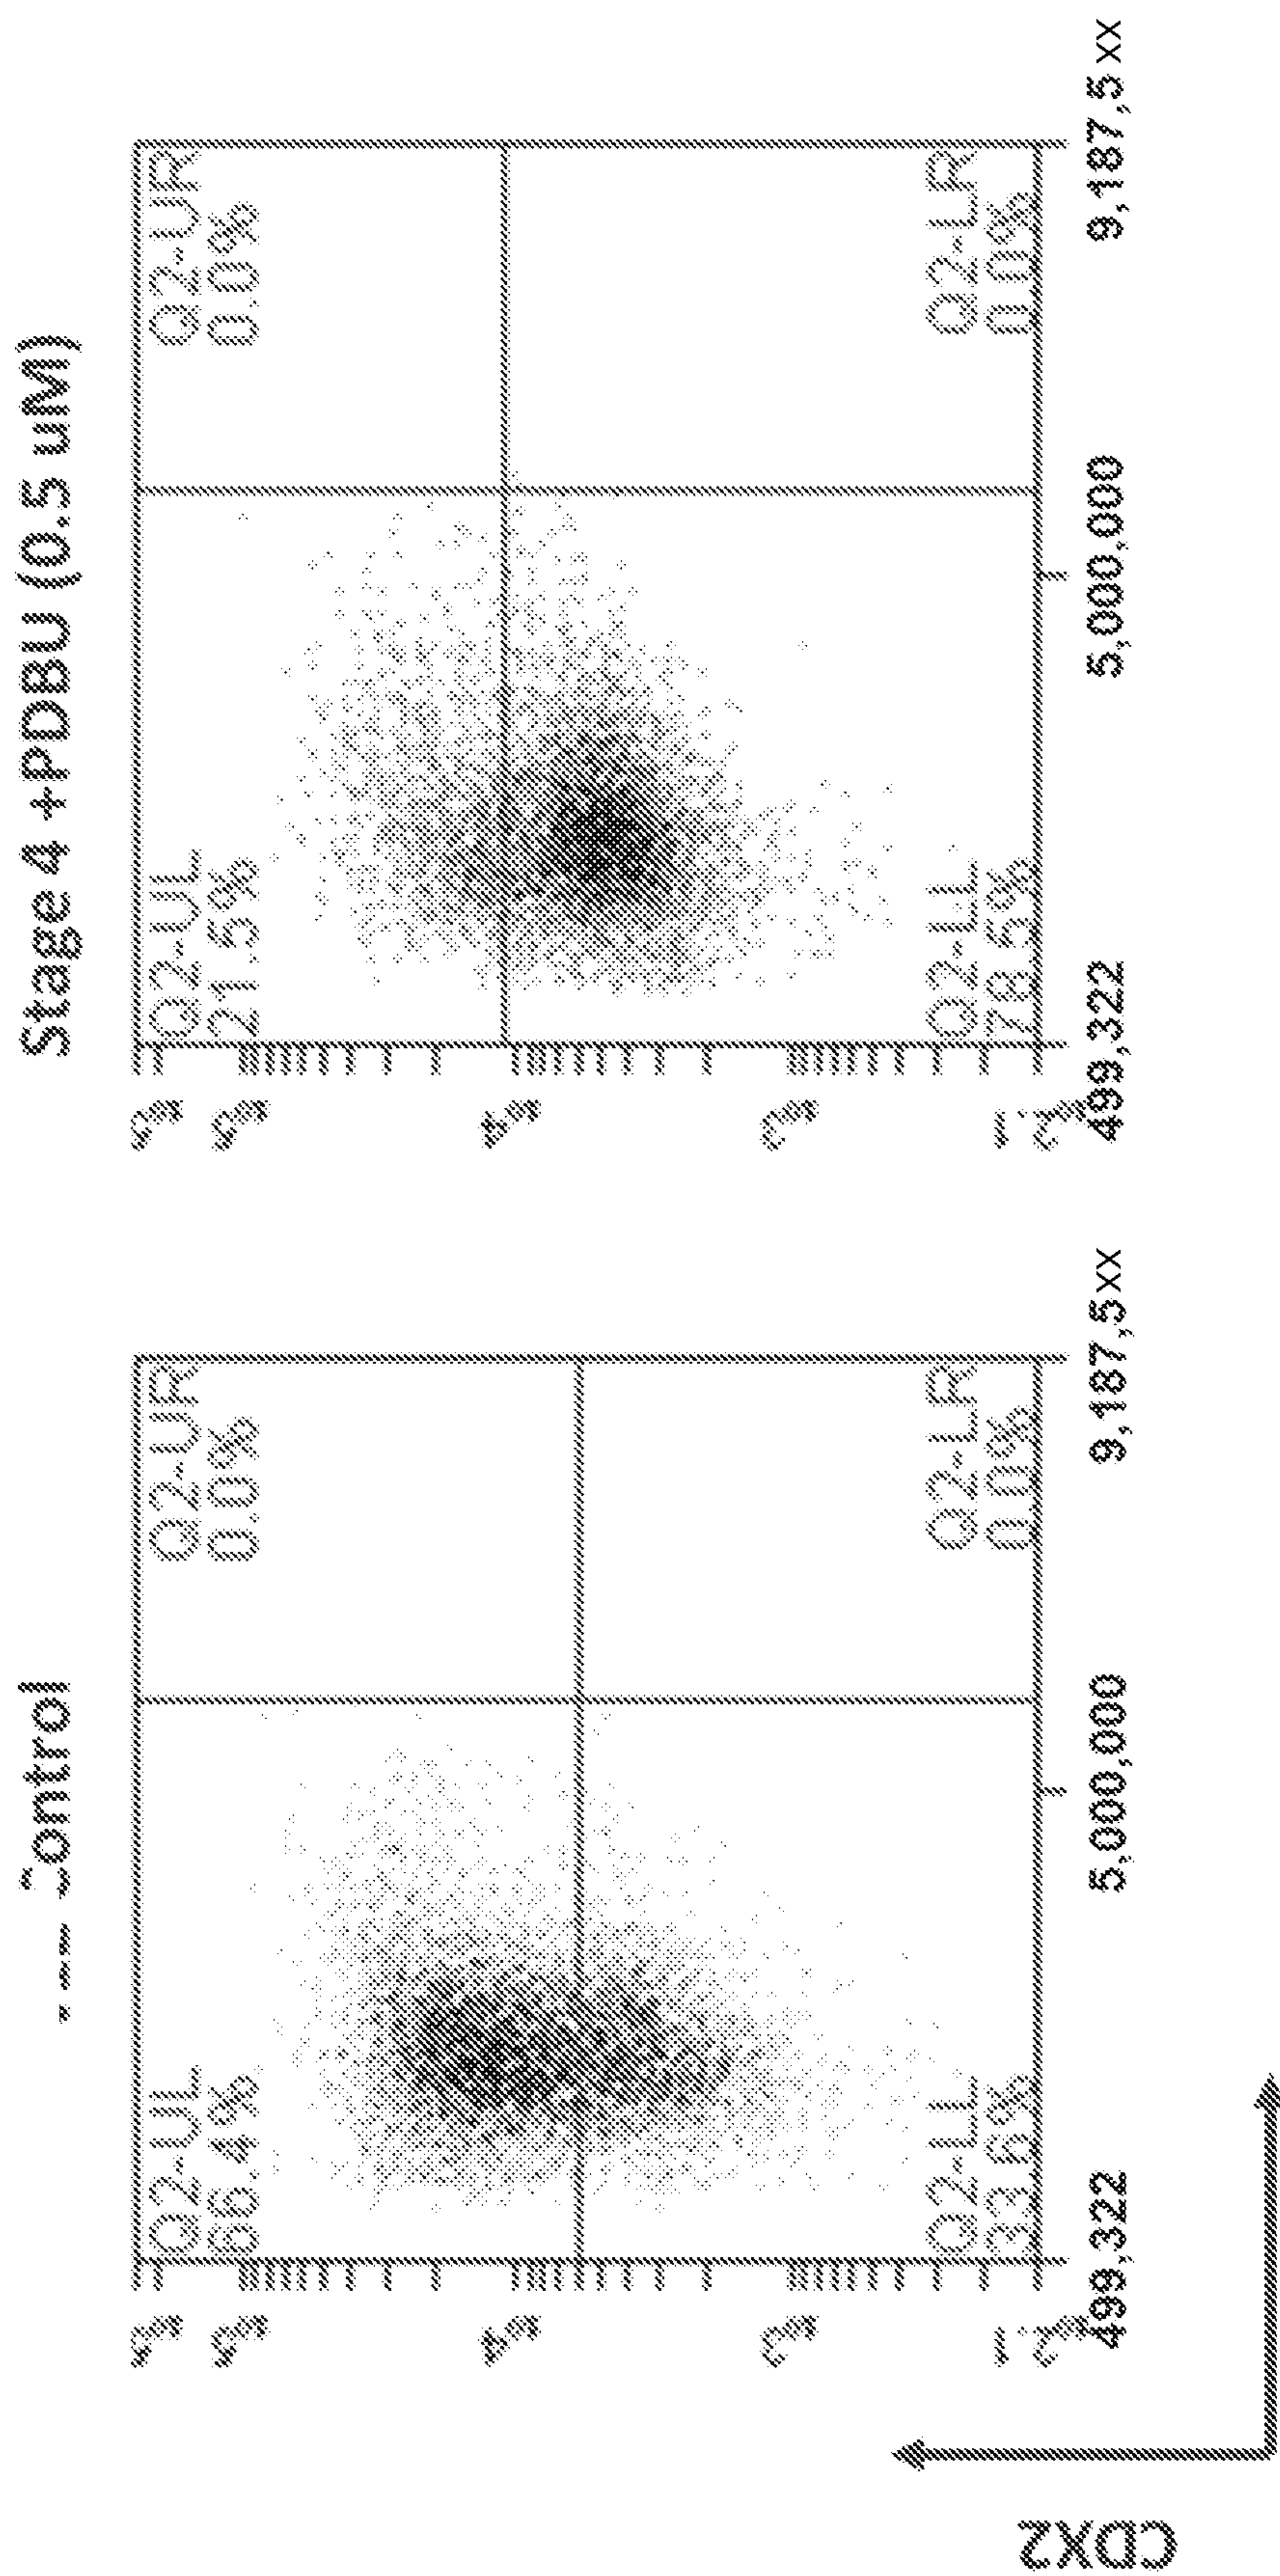 Control
Q2-UL
66.4%
Q2-UR
0.0%
Q2-LL
33.6%
Q2-LR
0.0%
499,322
5,000,000
9,187,5xx
Stage 4 +PDBU (0.5 uM)
Q2-UL
21.5%
Q2-UR
0.0%
Q2-LL
78.5%
Q2-LR
0.0%
499,322
5,000,000
9,187,5xx
CDX2